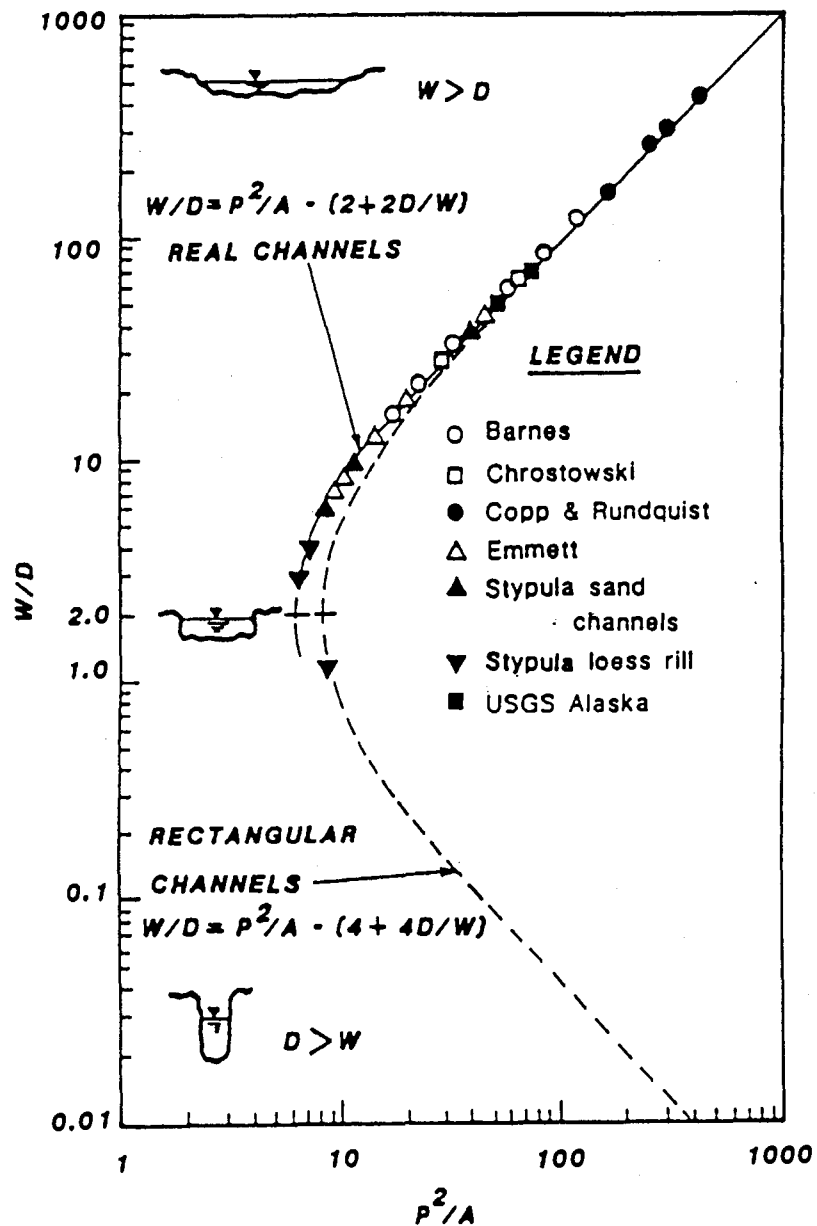 1000
W > D
W/D = P²/A - (2+2D/W)
REAL CHANNELS
100
LEGEND
○ Barnes
□ Chrostowski
● Copp & Rundquist
△ Emmett
▲ Stypula sand
channels
▼ Stypula loess rill
■ USGS Alaska
10
W/D
2.0
1.0
RECTANGULAR
CHANNELS
0.1
W/D = P²/A - (4 + 4D/W)
D > W
0.01
1
10
100
1000
P²/A